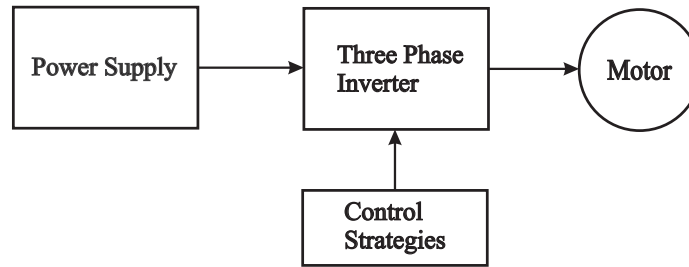 Power Supply
Three Phase
Inverter
Motor
Control
Strategies